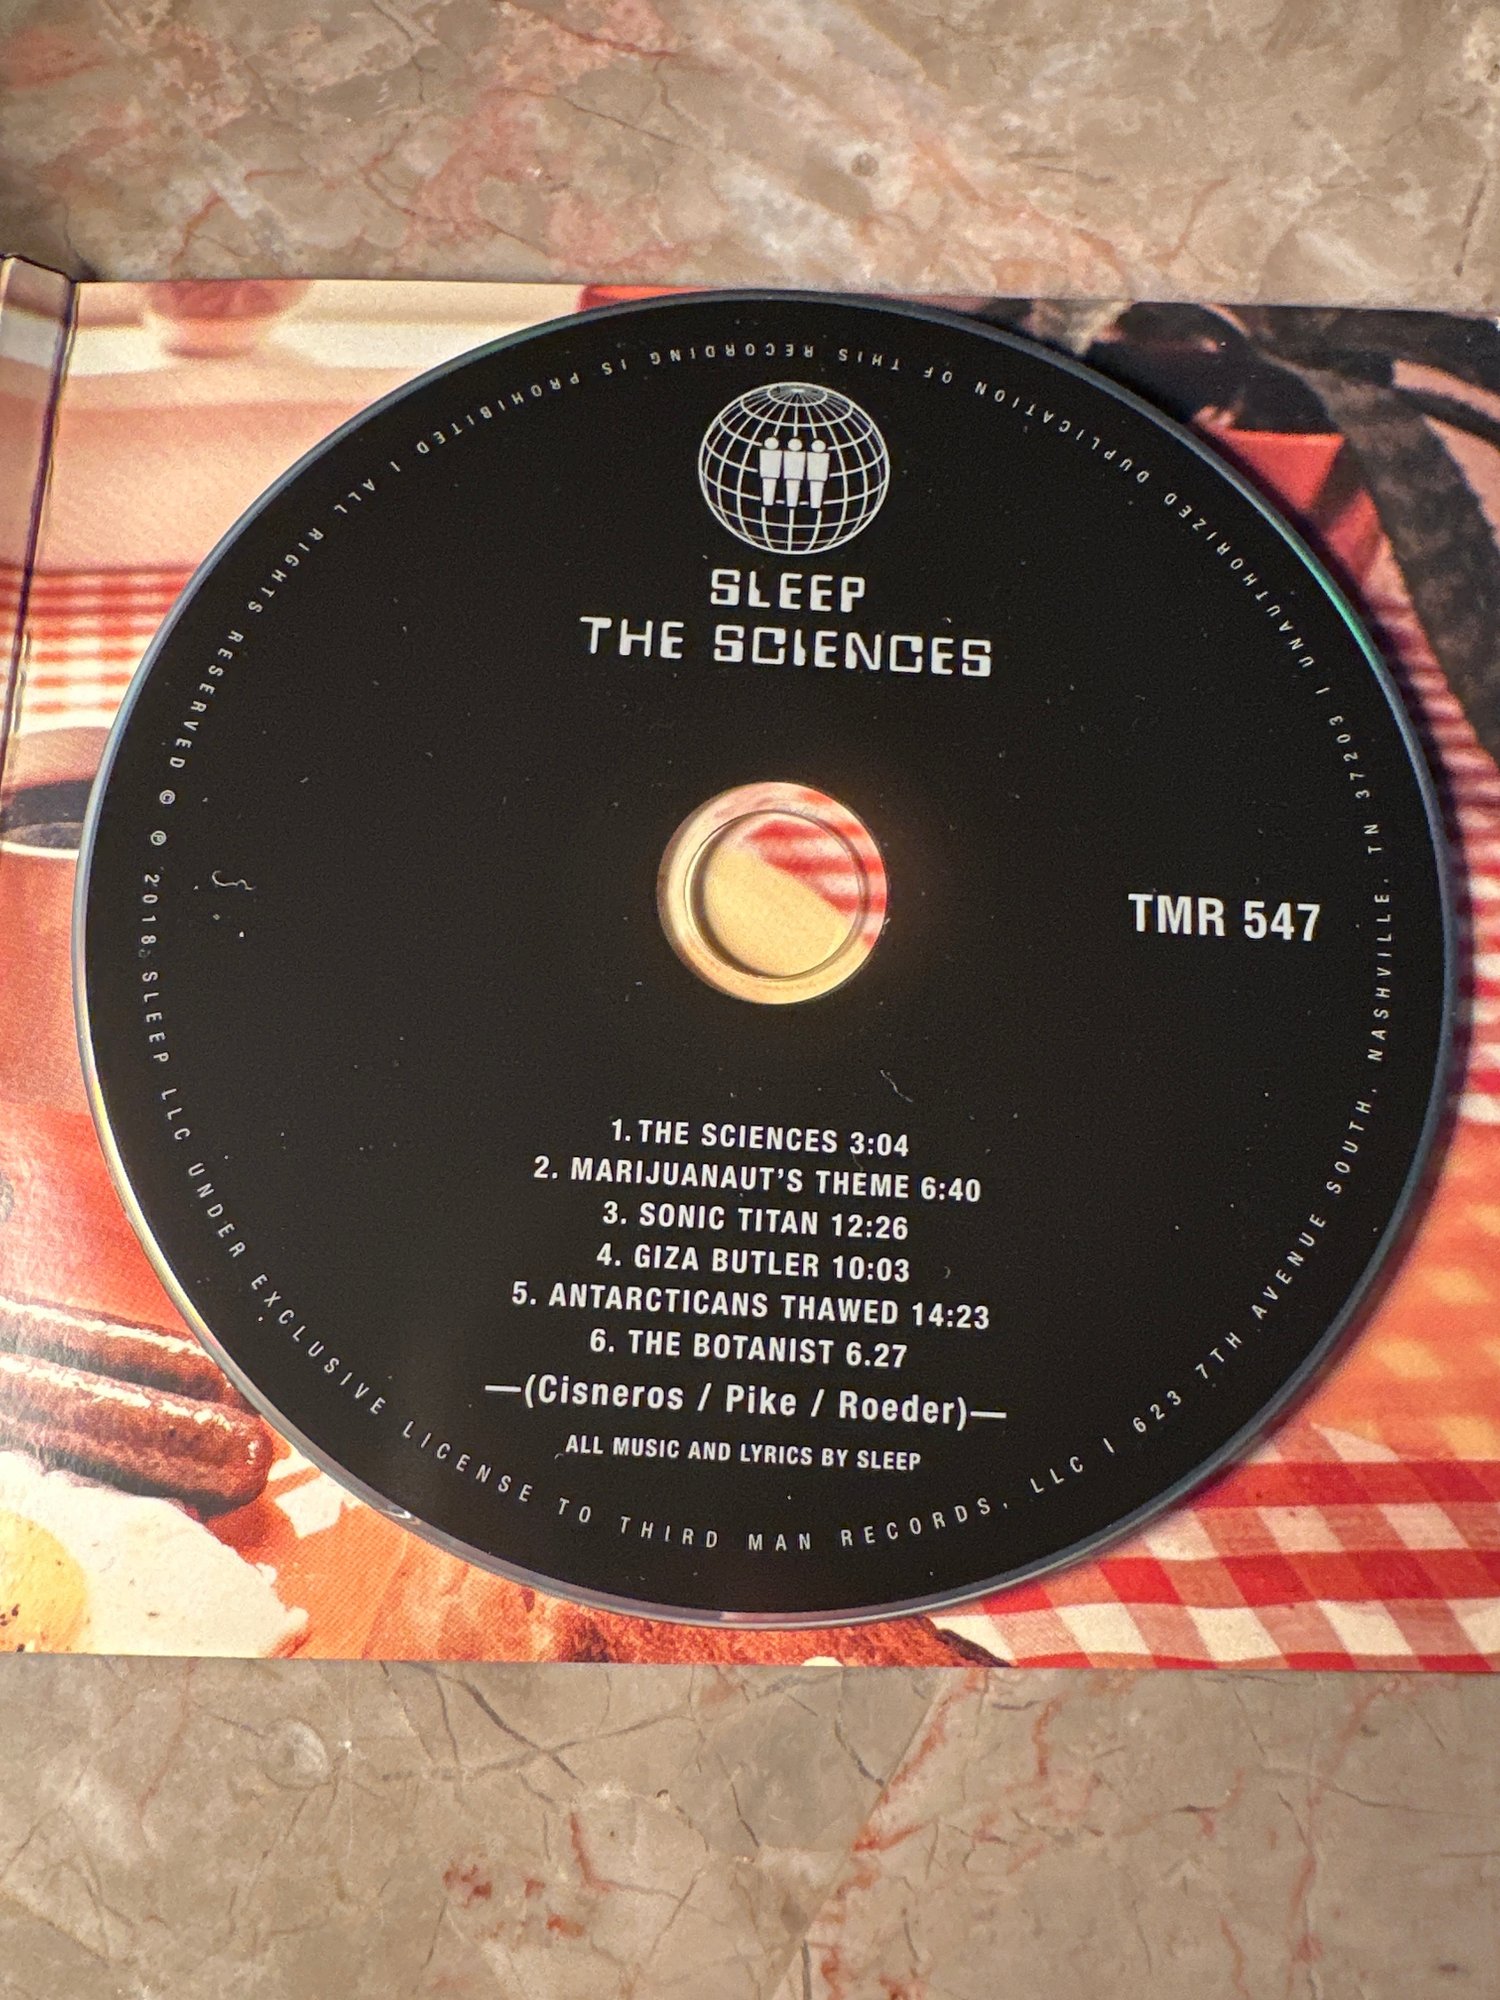 SLEEP
THE SCIENCES
TMR 547
1. THE SCIENCES 3:04
2. MARIJUANAUT'S THEME 6:40
3. SONIC TITAN 12:26
4. GIZA BUTLER 10:03
5. ANTARCTICANS THAWED 14:23
6. THE BOTANIST 6.27
—(Cisneros / Pike / Roeder)—
ALL MUSIC AND LYRICS BY SLEEP
© ℗ 2018 SLEEP LLC UNDER EXCLUSIVE LICENSE TO THIRD MAN RECORDS, LLC | 623 7TH AVENUE SOUTH, NASHVILLE, TN 37203 | UNAUTHORIZED DUPLICATION OF THIS RECORDING IS PROHIBITED | ALL RIGHTS RESERVED